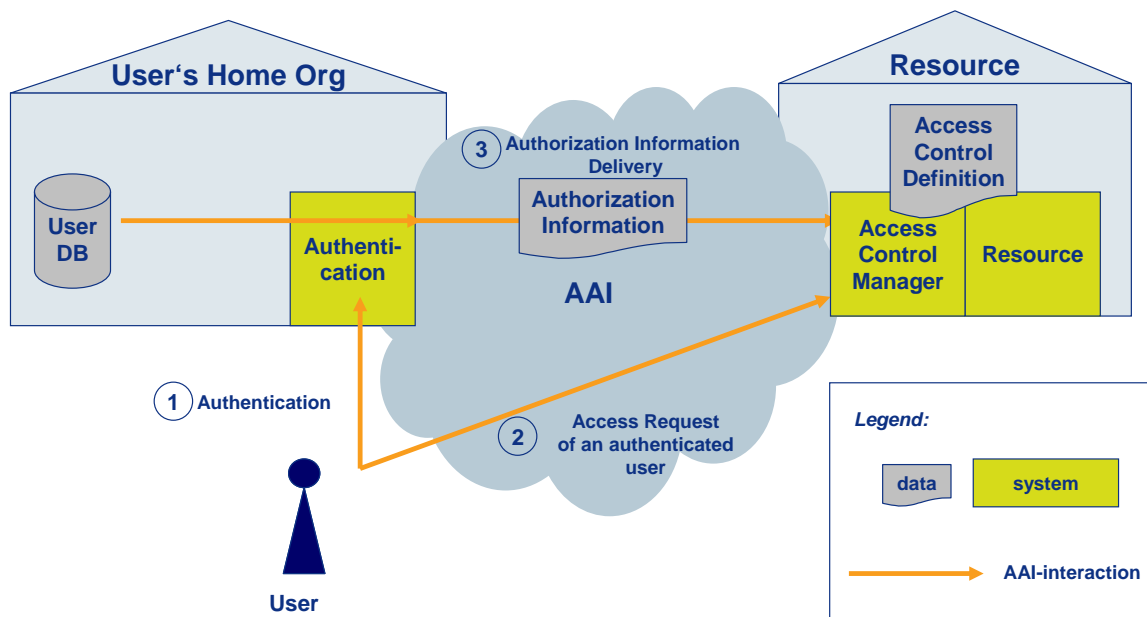 User‘s Home Org
Resource
Access
Control
Definition
3
Authorization Information
Delivery
User
DB
Authenti-
cation
Authorization
Information
Access
Control
Manager
Resource
AAI
1
Authentication
2
Access Request
of an authenticated
user
User
Legend:
data
system
AAI-interaction